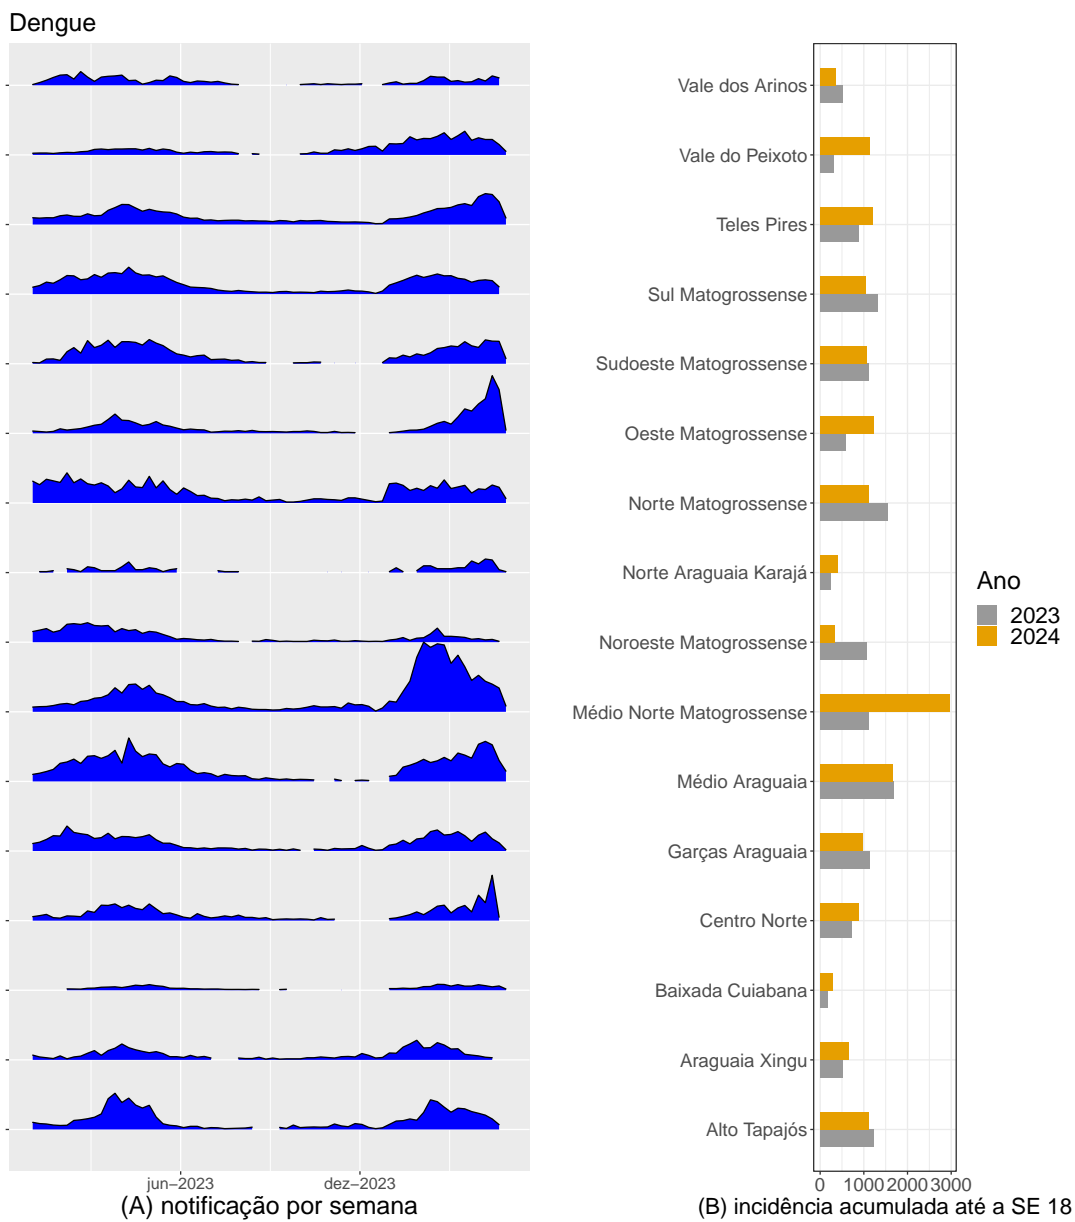 Dengue
Vale dos Arinos
Vale do Peixoto
Teles Pires
Sul Matogrossense
Sudoeste Matogrossense
Oeste Matogrossense
Norte Matogrossense
Norte Araguaia Karajá
Noroeste Matogrossense
Médio Norte Matogrossense
Médio Araguaia
Garças Araguaia
Centro Norte
Baixada Cuiabana
Araguaia Xingu
Alto Tapajós
Ano
2023
2024
jun–2023 dez–2023
(A) notificação por semana
0 1000 2000 3000
(B) incidência acumulada até a SE 18